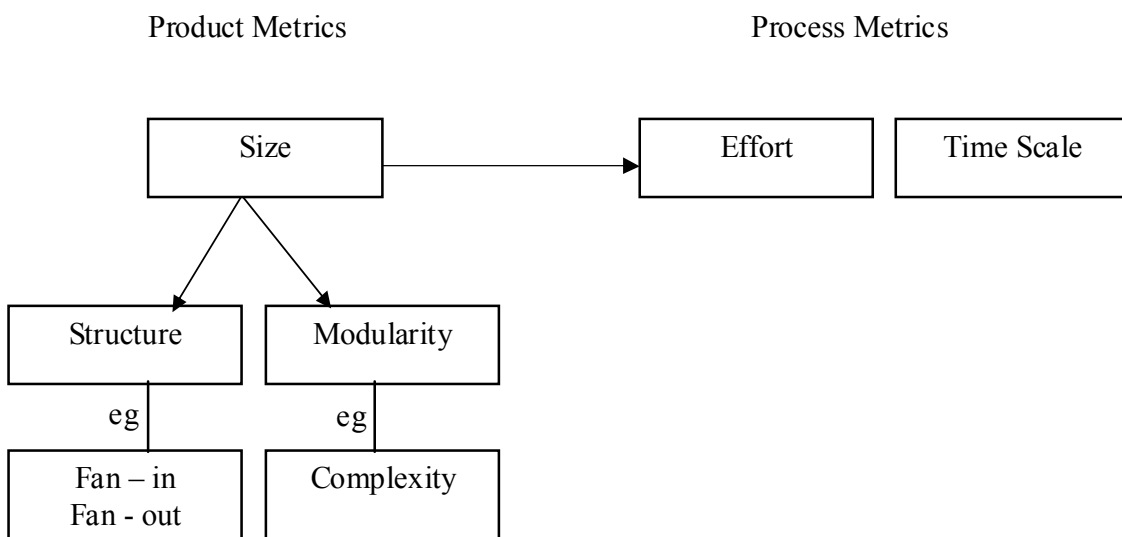 Product Metrics
Process Metrics
Size
Effort
Time Scale
Structure
Modularity
eg
eg
Fan – in
Fan - out
Complexity